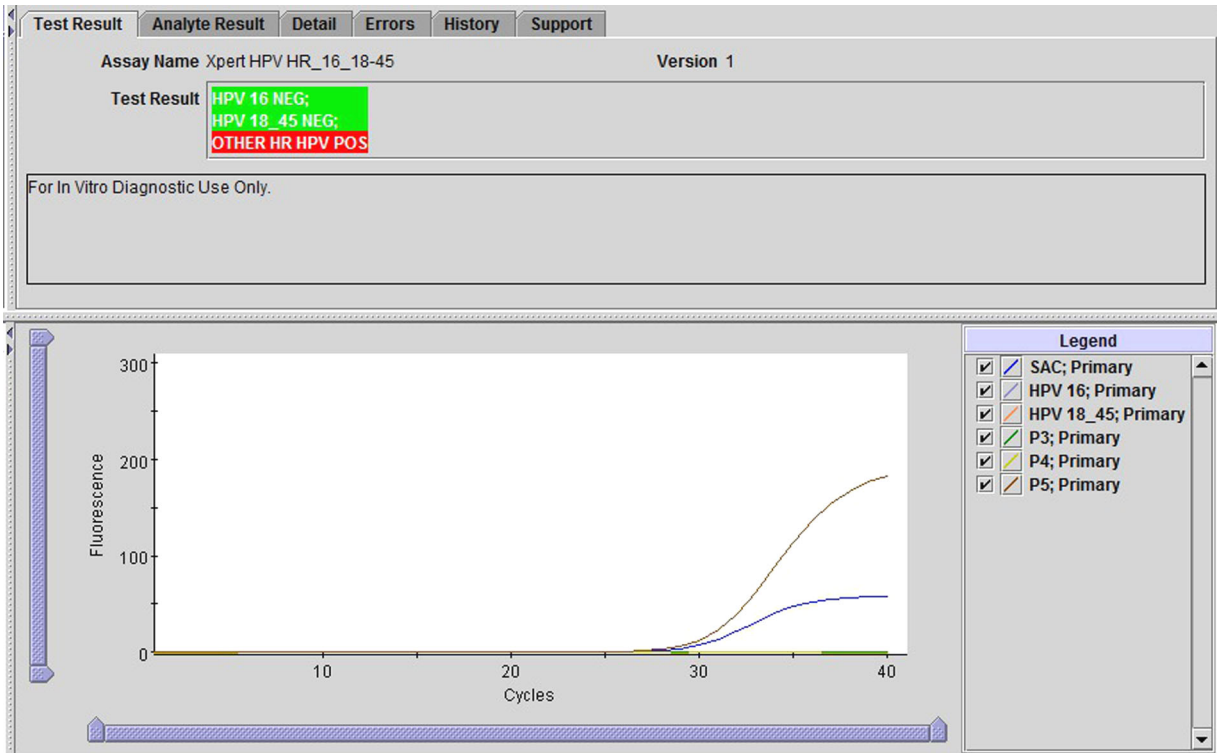 Test Result Analyte Result Detail Errors History Support
Assay Name Xpert HPV HR_16_18-45 Version 1
Test Result HPV 16 NEG;
HPV 18_45 NEG;
OTHER HR HPV POS
For In Vitro Diagnostic Use Only.
300
200
100
0
Fluorescence
10 20 30 40
Cycles
Legend
SAC; Primary
HPV 16; Primary
HPV 18_45; Primary
P3; Primary
P4; Primary
P5; Primary